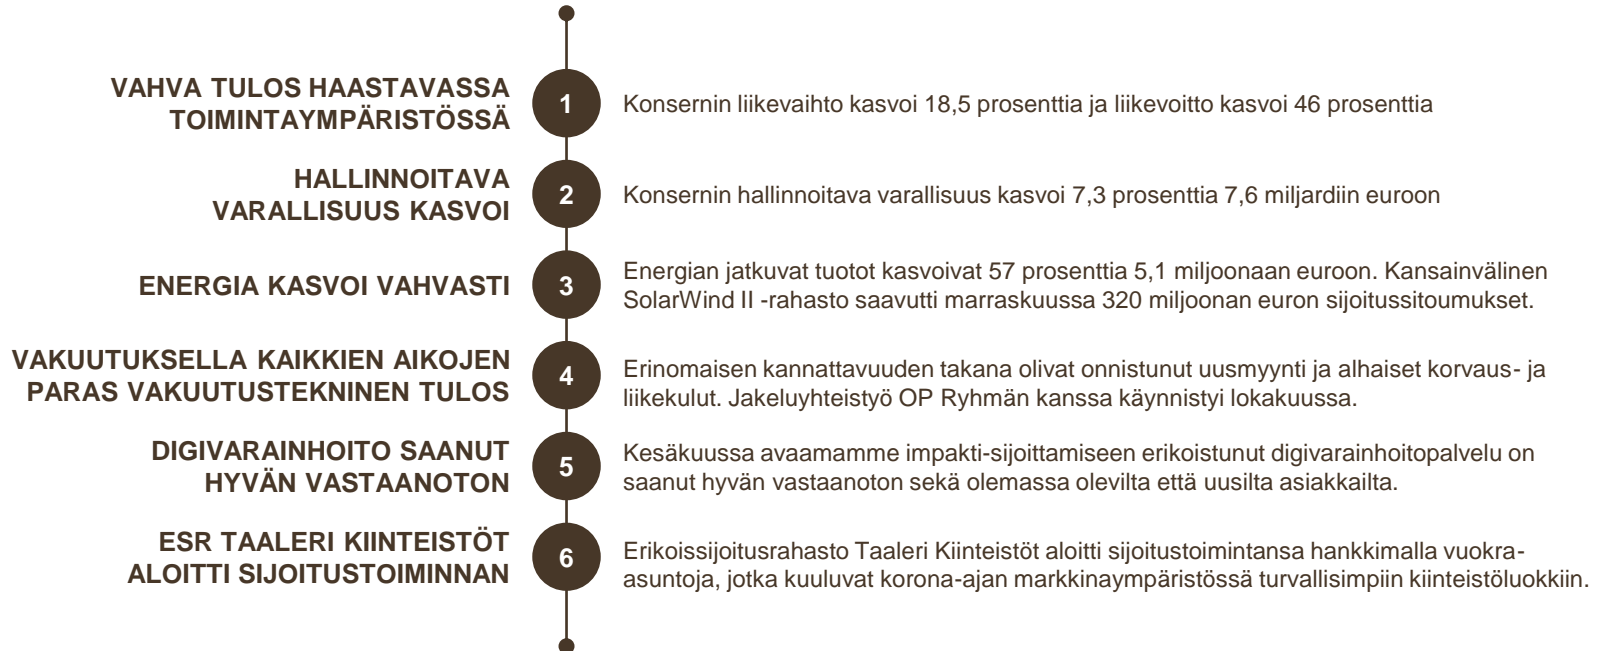 VAHVA TULOS HAASTAVASSA
TOIMINTAYMPÄRISTÖSSÄ
1
Konsernin liikevaihto kasvoi 18,5 prosenttia ja liikevoitto kasvoi 46 prosenttia
HALLINNOITAVA
VARALLISUUS KASVOI
2
Konsernin hallinnoitava varallisuus kasvoi 7,3 prosenttia 7,6 miljardiin euroon
ENERGIA KASVOI VAHVASTI
3
Energian jatkuvat tuotot kasvoivat 57 prosenttia 5,1 miljoonaan euroon. Kansainvälinen
SolarWind II -rahasto saavutti marraskuussa 320 miljoonan euron sijoitussitoumukset.
VAKUUTUKSELLA KAIKKIEN AIKOJEN
PARAS VAKUUTUSTEKNINEN TULOS
4
Erinomaisen kannattavuuden takana olivat onnistunut uusmyynti ja alhaiset korvaus- ja
liikekulut. Jakeluyhteistyö OP Ryhmän kanssa käynnistyi lokakuussa.
DIGIVARAINHOITO SAANUT
HYVÄN VASTAANOTON
5
Kesäkuussa avaamamme impakti-sijoittamiseen erikoistunut digivarainhoitopalvelu on
saanut hyvän vastaanoton sekä olemassa olevilta että uusilta asiakkailta.
ESR TAALERI KIINTEISTÖT
ALOITTI SIJOITUSTOIMINNAN
6
Erikoissijoitusrahasto Taaleri Kiinteistöt aloitti sijoitustoimintansa hankkimalla vuokra-
asuntoja, jotka kuuluvat korona-ajan markkinaympäristössä turvallisimpiin kiinteistöluokkiin.